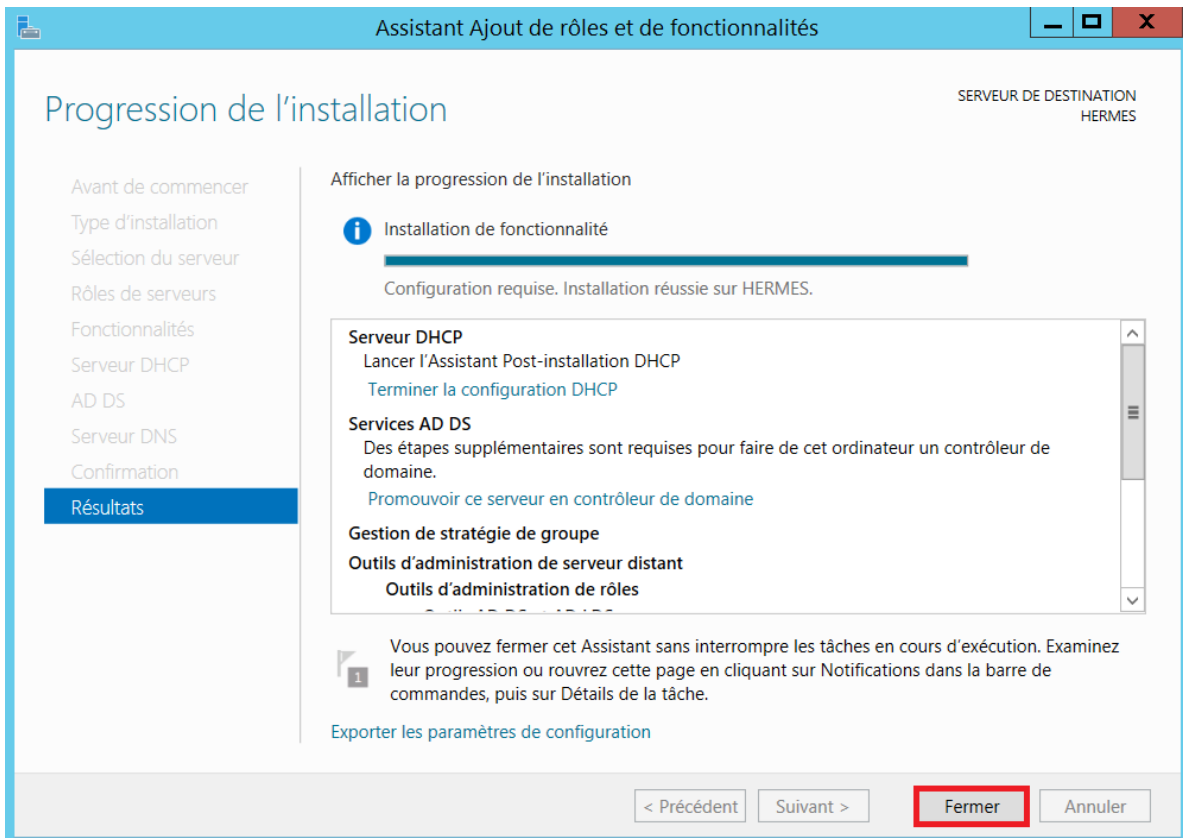 Assistant Ajout de rôles et de fonctionnalités
Progression de l'installation
SERVEUR DE DESTINATION
HERMES
Avant de commencer
Type d'installation
Sélection du serveur
Rôles de serveurs
Fonctionnalités
Serveur DHCP
AD DS
Serveur DNS
Confirmation
Résultats
Afficher la progression de l'installation
Installation de fonctionnalité
Configuration requise. Installation réussie sur HERMES.
Serveur DHCP
Lancer l'Assistant Post-installation DHCP
Terminer la configuration DHCP
Services AD DS
Des étapes supplémentaires sont requises pour faire de cet ordinateur un contrôleur de
domaine.
Promouvoir ce serveur en contrôleur de domaine
Gestion de stratégie de groupe
Outils d'administration de serveur distant
Outils d'administration de rôles
1
Vous pouvez fermer cet Assistant sans interrompre les tâches en cours d'exécution. Examinez
leur progression ou rouvrez cette page en cliquant sur Notifications dans la barre de
commandes, puis sur Détails de la tâche.
Exporter les paramètres de configuration
< Précédent
Suivant >
Fermer
Annuler